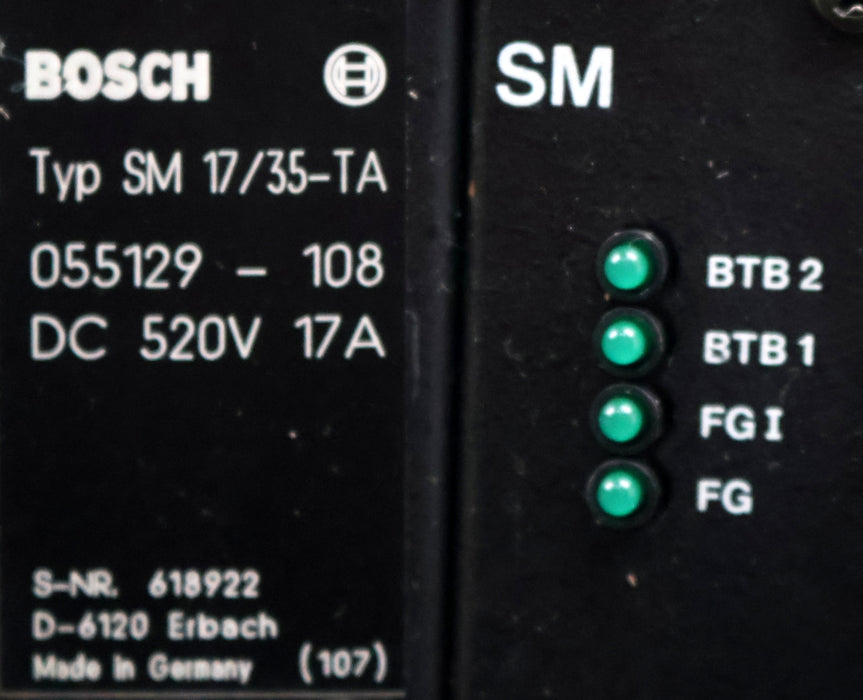 BOSCH
Typ SM 17/35-TA
055129 - 108
DC 520V 17A
S-NR. 618922
D-6120 Erbach
Made in Germany (107)
SM
BTB 2
BTB 1
FG I
FG